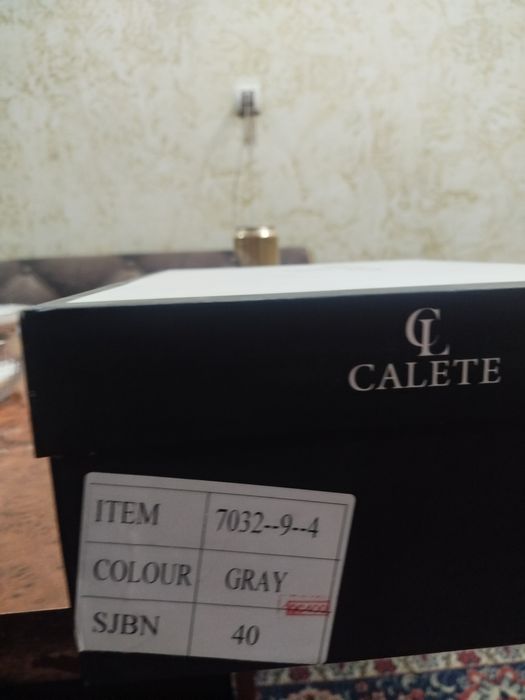 CL
CALETE
ITEM 7032--9--4
COLOUR GRAY
SJBN 40